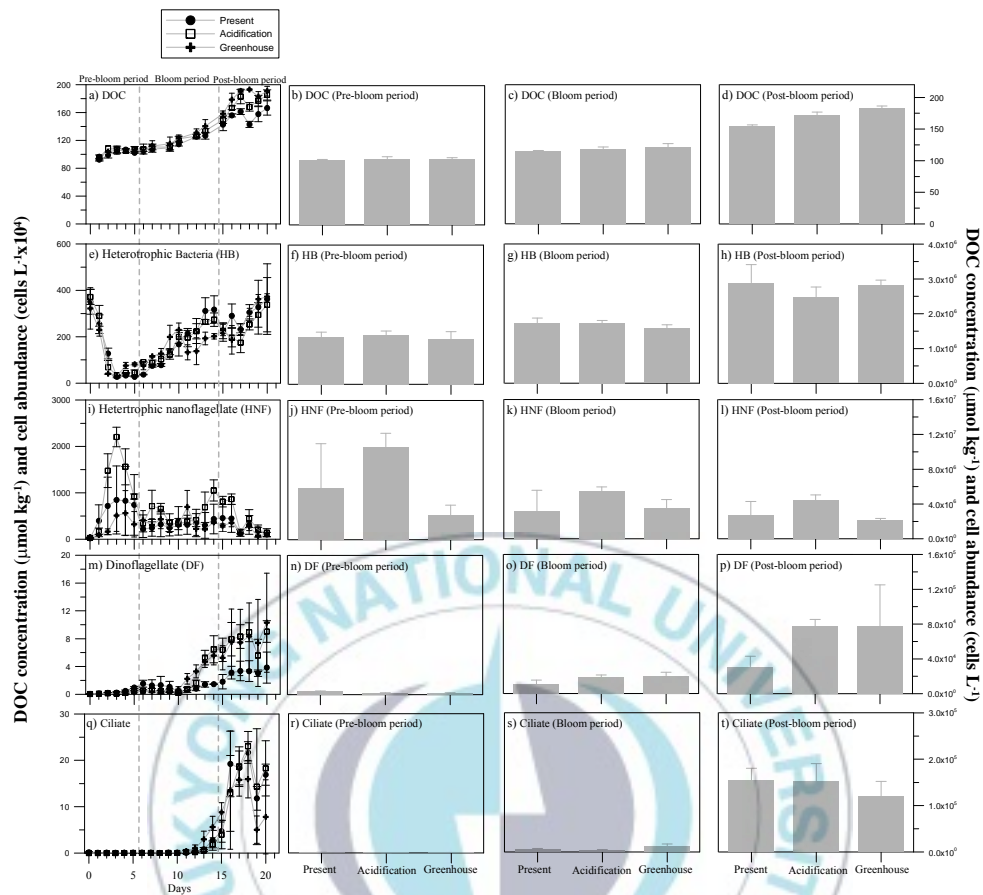 Present
Acidification
Greenhouse
Pre-bloom period Bloom period Post-bloom period
a) DOC
b) DOC (Pre-bloom period)
c) DOC (Bloom period)
d) DOC (Post-bloom period)
200
160
120
80
40
0
200
150
100
50
0
e) Heterotrophic Bacteria (HB)
f) HB (Pre-bloom period)
g) HB (Bloom period)
h) HB (Post-bloom period)
600
400
200
0
4.0x10⁶
3.0x10⁶
2.0x10⁶
1.0x10⁶
0.0x10⁰
i) Hetertrophic nanoflagellate (HNF)
j) HNF (Pre-bloom period)
k) HNF (Bloom period)
l) HNF (Post-bloom period)
3000
2000
1000
0
1.6x10⁷
1.2x10⁷
8.0x10⁶
4.0x10⁶
0.0x10⁰
m) Dinoflagellate (DF)
n) DF (Pre-bloom period)
o) DF (Bloom period)
p) DF (Post-bloom period)
20
16
12
8
4
0
1.6x10⁵
1.2x10⁵
8.0x10⁴
4.0x10⁴
0.0x10⁰
q) Ciliate
r) Ciliate (Pre-bloom period)
s) Ciliate (Bloom period)
t) Ciliate (Post-bloom period)
30
20
10
0
3.0x10⁵
2.0x10⁵
1.0x10⁵
0.0x10⁰
0 5 10 15 20
Days
Present Acidification Greenhouse
Present Acidification Greenhouse
Present Acidification Greenhouse
DOC concentration (μmol kg⁻¹) and cell abundance (cells L⁻¹x10⁴)
DOC concentration (μmol kg⁻¹) and cell abundance (cells L⁻¹)
UKYONG NATIONAL UNIVERSIT